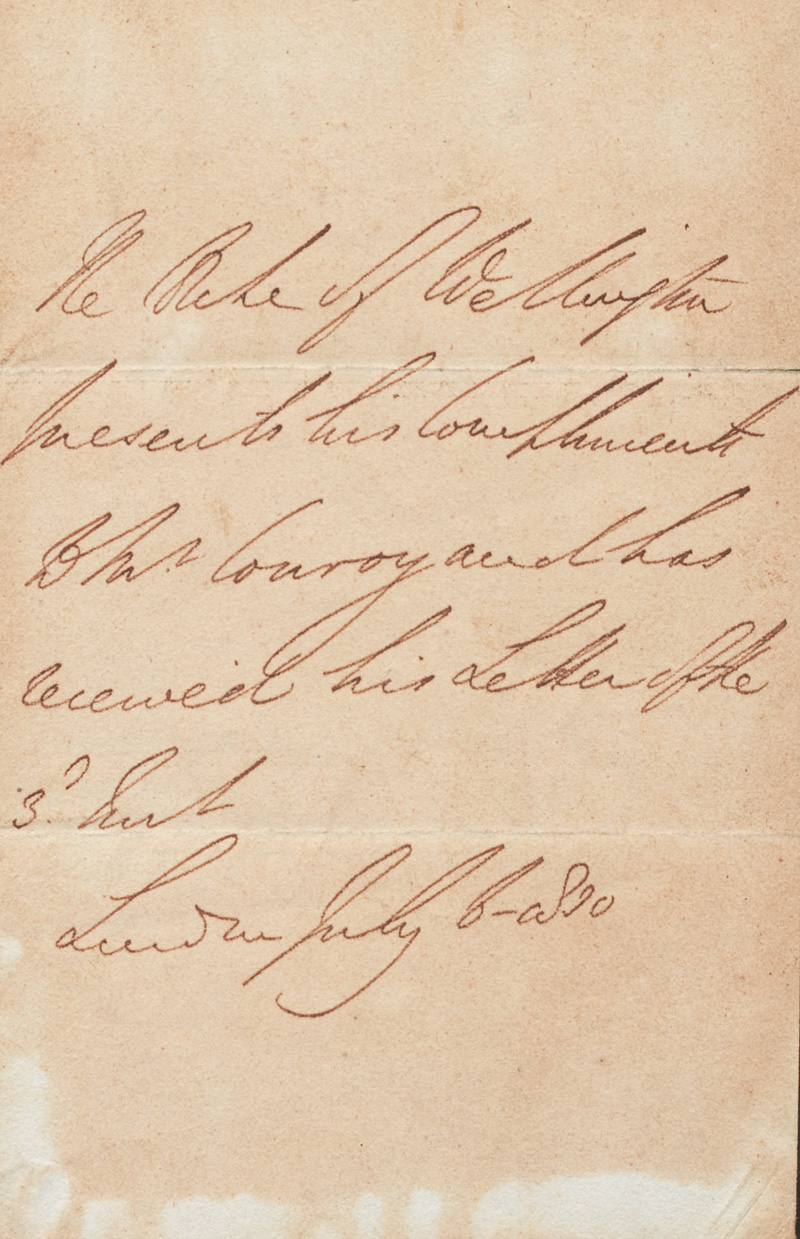 The Duke of Wellington
presents his Compliments
to Mr. Conroy and has
received his Letter of the
3d. Inst
London July 6 - 1820